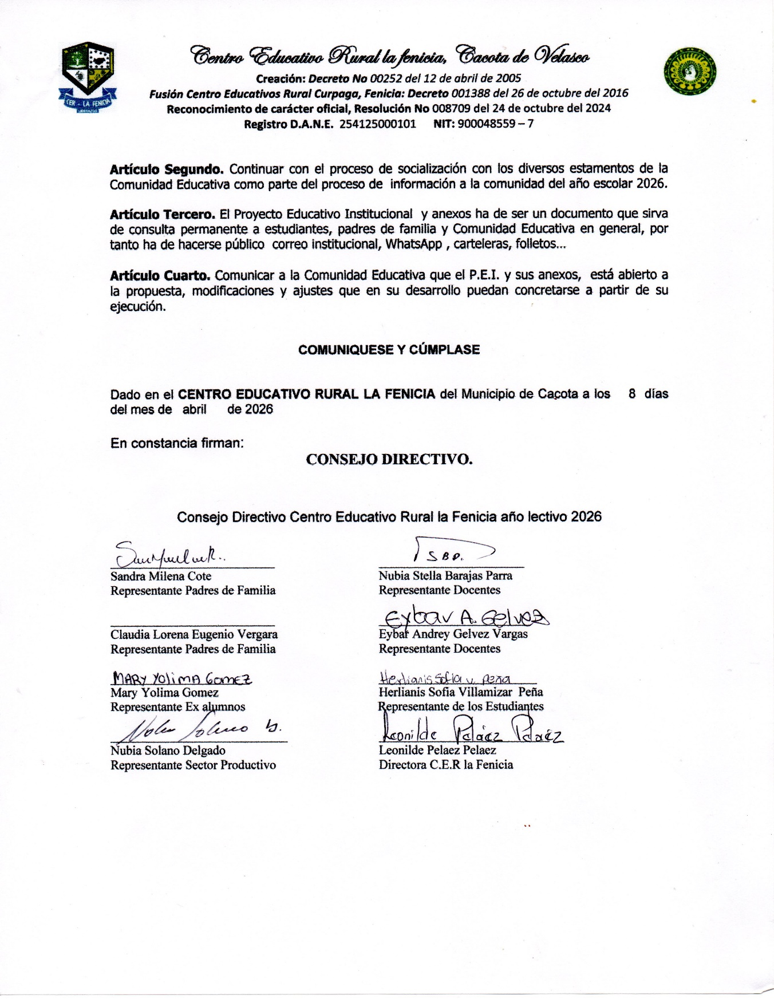 Centro Educativo Rural la fenicia, Cacota de Velasco
Creación: Decreto No 00252 del 12 de abril de 2005
Fusión Centro Educativos Rural Curpaga, Fenicia: Decreto 001388 del 26 de octubre del 2016
Reconocimiento de carácter oficial, Resolución No 008709 del 24 de octubre del 2024
Registro D.A.N.E. 254125000101 NIT: 900048559 – 7
CER - LA FENICIA
Artículo Segundo. Continuar con el proceso de socialización con los diversos estamentos de la
Comunidad Educativa como parte del proceso de información a la comunidad del año escolar 2026.
Artículo Tercero. El Proyecto Educativo Institucional y anexos ha de ser un documento que sirva
de consulta permanente a estudiantes, padres de familia y Comunidad Educativa en general, por
tanto ha de hacerse público correo institucional, WhatsApp , carteleras, folletos...
Artículo Cuarto. Comunicar a la Comunidad Educativa que el P.E.I. y sus anexos, está abierto a
la propuesta, modificaciones y ajustes que en su desarrollo puedan concretarse a partir de su
ejecución.
COMUNIQUESE Y CÚMPLASE
Dado en el CENTRO EDUCATIVO RURAL LA FENICIA del Municipio de Cacota a los 8 días
del mes de abril de 2026
En constancia firman:
CONSEJO DIRECTIVO.
Consejo Directivo Centro Educativo Rural la Fenicia año lectivo 2026
SBP.
Sandra Milena Cote Nubia Stella Barajas Parra
Representante Padres de Familia Representante Docentes
Eybar A. Gelvez
Claudia Lorena Eugenio Vergara Eybar Andrey Gelvez Vargas
Representante Padres de Familia Representante Docentes
MARY YOLIMA GOMEZ Herlianis Sofia v. peña
Mary Yolima Gomez Herlianis Sofia Villamizar Peña
Representante Ex alumnos Representante de los Estudiantes
Nubia Solano D. Leonilde Peláez Peláez
Nubia Solano Delgado Leonilde Pelaez Pelaez
Representante Sector Productivo Directora C.E.R la Fenicia